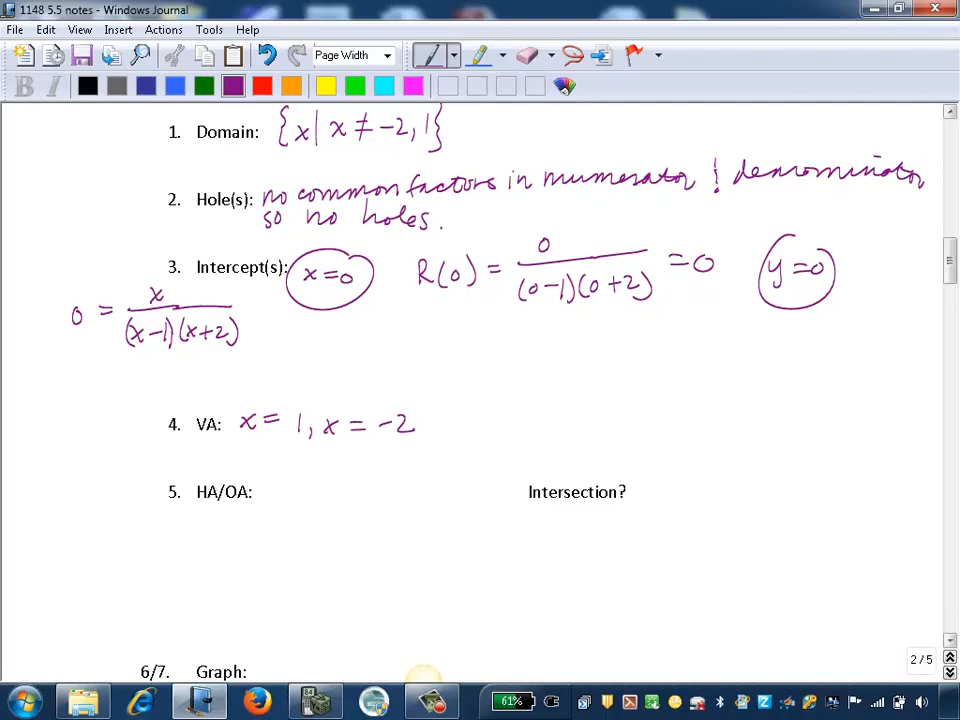 1148 5.5 notes - Windows Journal
File Edit View Insert Actions Tools Help
Page Width
B I
1. Domain: {x| x ≠ -2, 1}
2. Hole(s): no common factors in numerator & denominator
so no holes.
3. Intercept(s): x = 0 R(0) = 0/((0-1)(0+2)) = 0 y = 0
0 = x/((x-1)(x+2))
4. VA: x = 1, x = -2
5. HA/OA: Intersection?
6/7. Graph:
2 / 5
61%